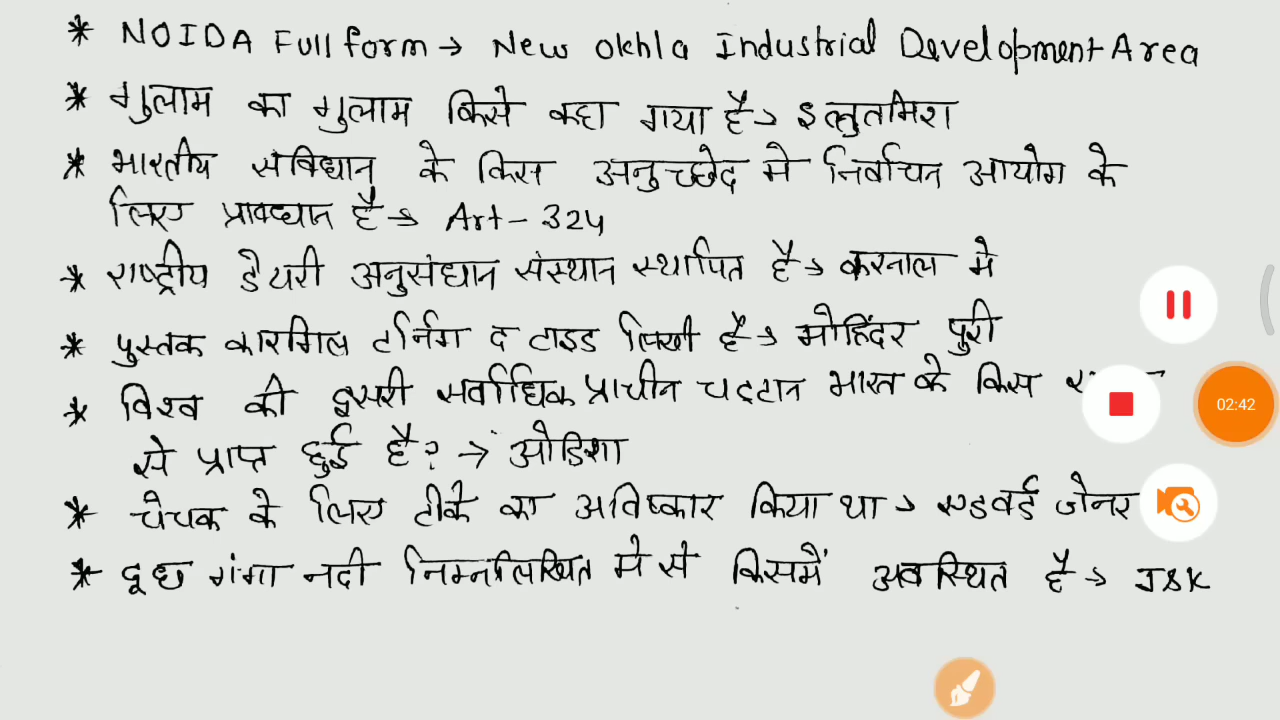 * NOIDA Full form → New Okhla Industrial Development Area
* गुलाम का गुलाम किसे कहा गया है → इल्तुतमिश
* भारतीय संविधान के किस अनुच्छेद मे निर्वाचन आयोग के
लिए प्रावधान है → Art - 324
* राष्ट्रीय डेयरी अनुसंधान संस्थान स्थापित है → करनाल मे
* पुस्तक कारगिल टर्निग द टाइड लिखी है → मोहिंदर पुरी
* विश्व की दूसरी सर्वाधिक प्राचीन चट्टान भारत के किस
से प्राप्त हुई है? → ओडिशा
* चेचक के लिए टीके का अविष्कार किया था → एडवर्ड जेनर
* दूध गंगा नदी निम्नलिखित मे से किसमें अवस्थित है → J&K
02:42